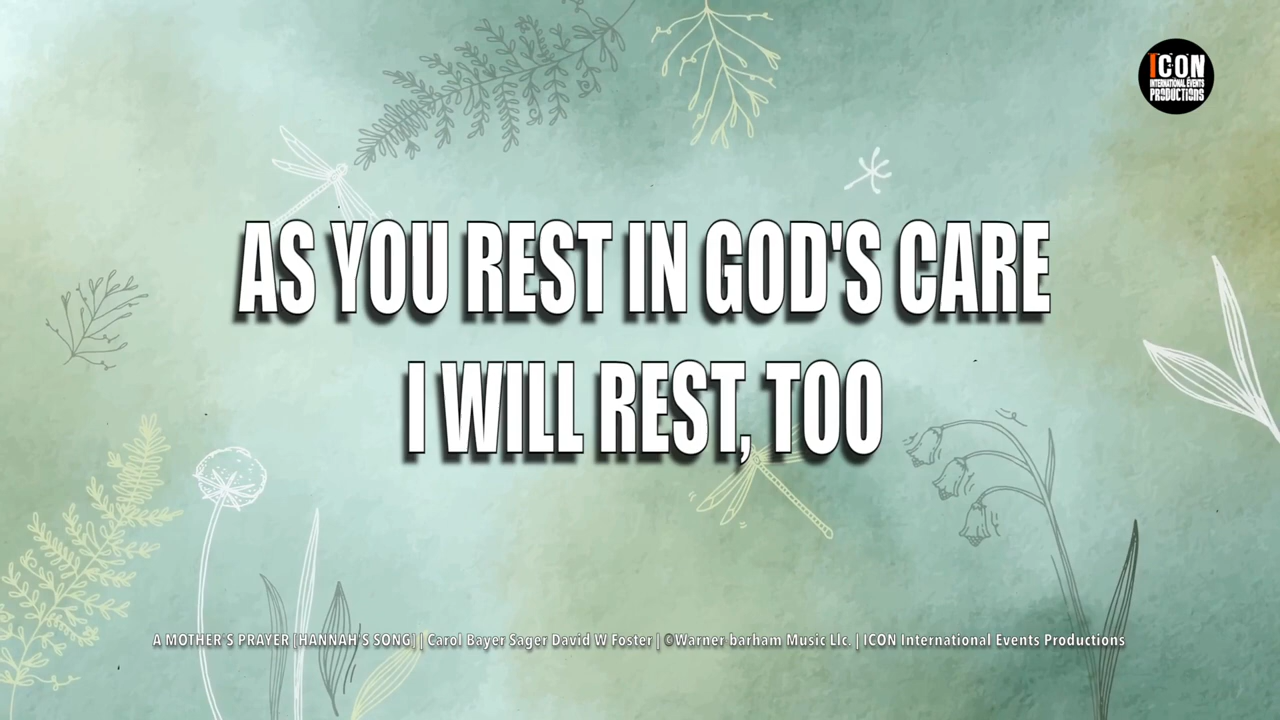 ICON
INTERNATIONAL EVENTS
PRODUCTIONS
AS YOU REST IN GOD'S CARE
I WILL REST, TOO
A MOTHER'S PRAYER [HANNAH'S SONG] | Carol Bayer Sager David W Foster | ©Warner-barham Music Llc. | ICON International Events Productions